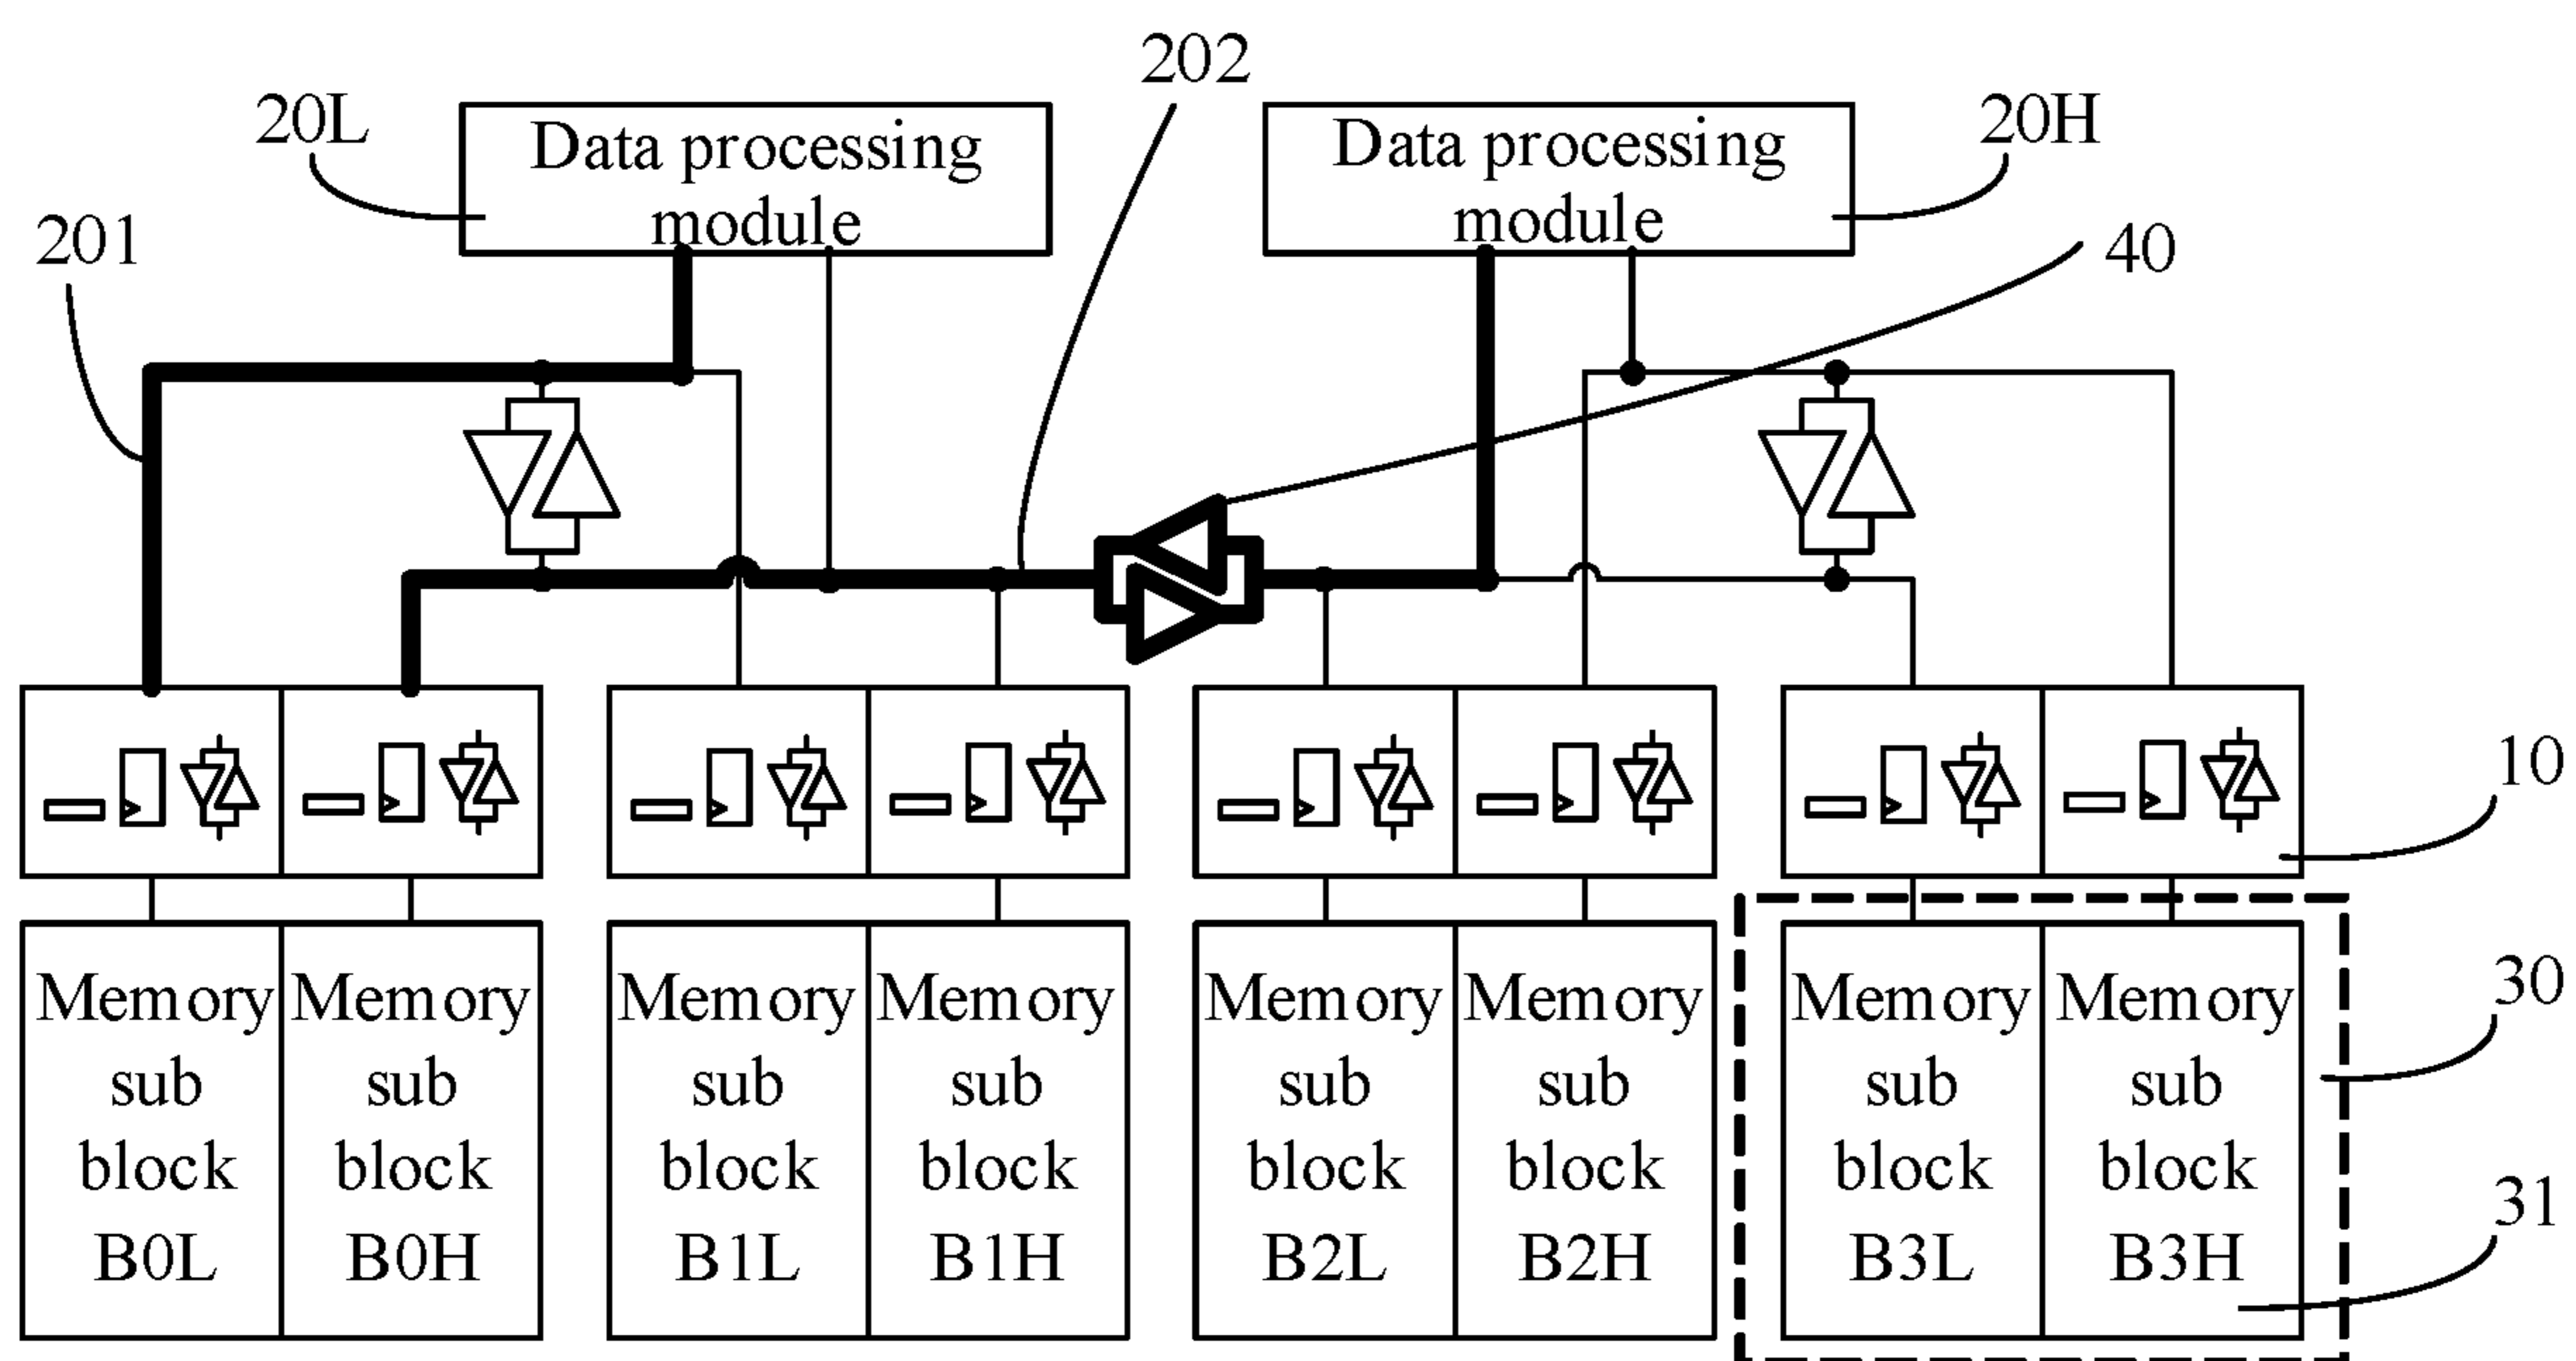 202
20L
Data processing
module
Data processing
module
20H
201
40
10
Memory
sub
block
B0L
Memory
sub
block
B0H
Memory
sub
block
B1L
Memory
sub
block
B1H
Memory
sub
block
B2L
Memory
sub
block
B2H
Memory
sub
block
B3L
Memory
sub
block
B3H
30
31